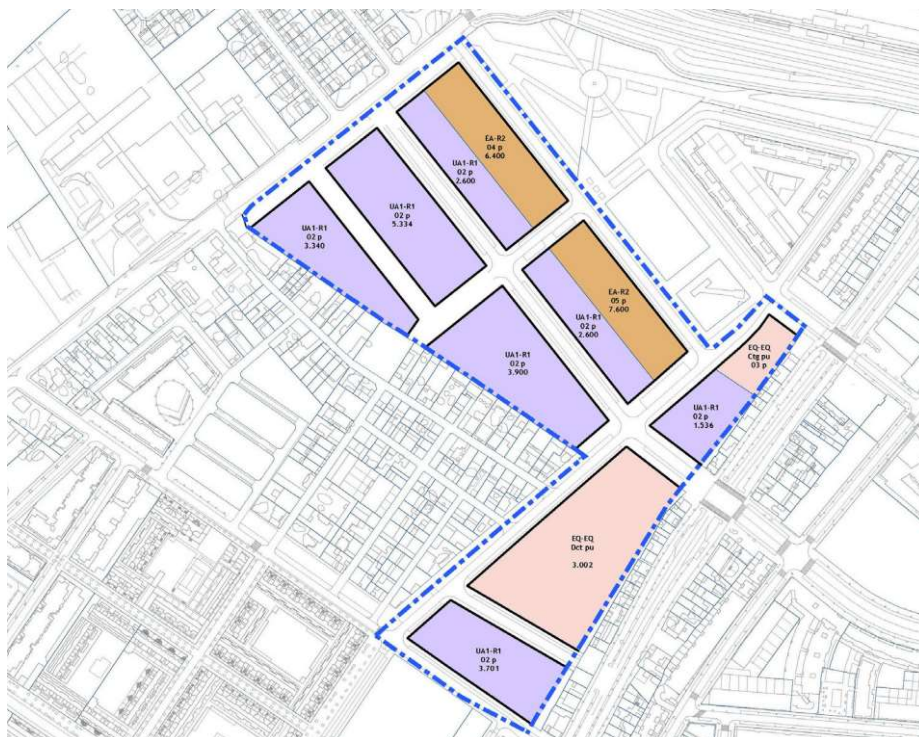 EA-R2
04 p
6.400
UA1-R1
02 p
2.600
UA1-R1
02 p
5.334
UA1-R1
02 p
3.340
EA-R2
05 p
7.600
UA1-R1
02 p
2.600
UA1-R1
02 p
3.900
EQ-EQ
Ctg pu
03 p
UA1-R1
02 p
1.536
EQ-EQ
Dct pu
3.002
UA1-R1
02 p
3.701